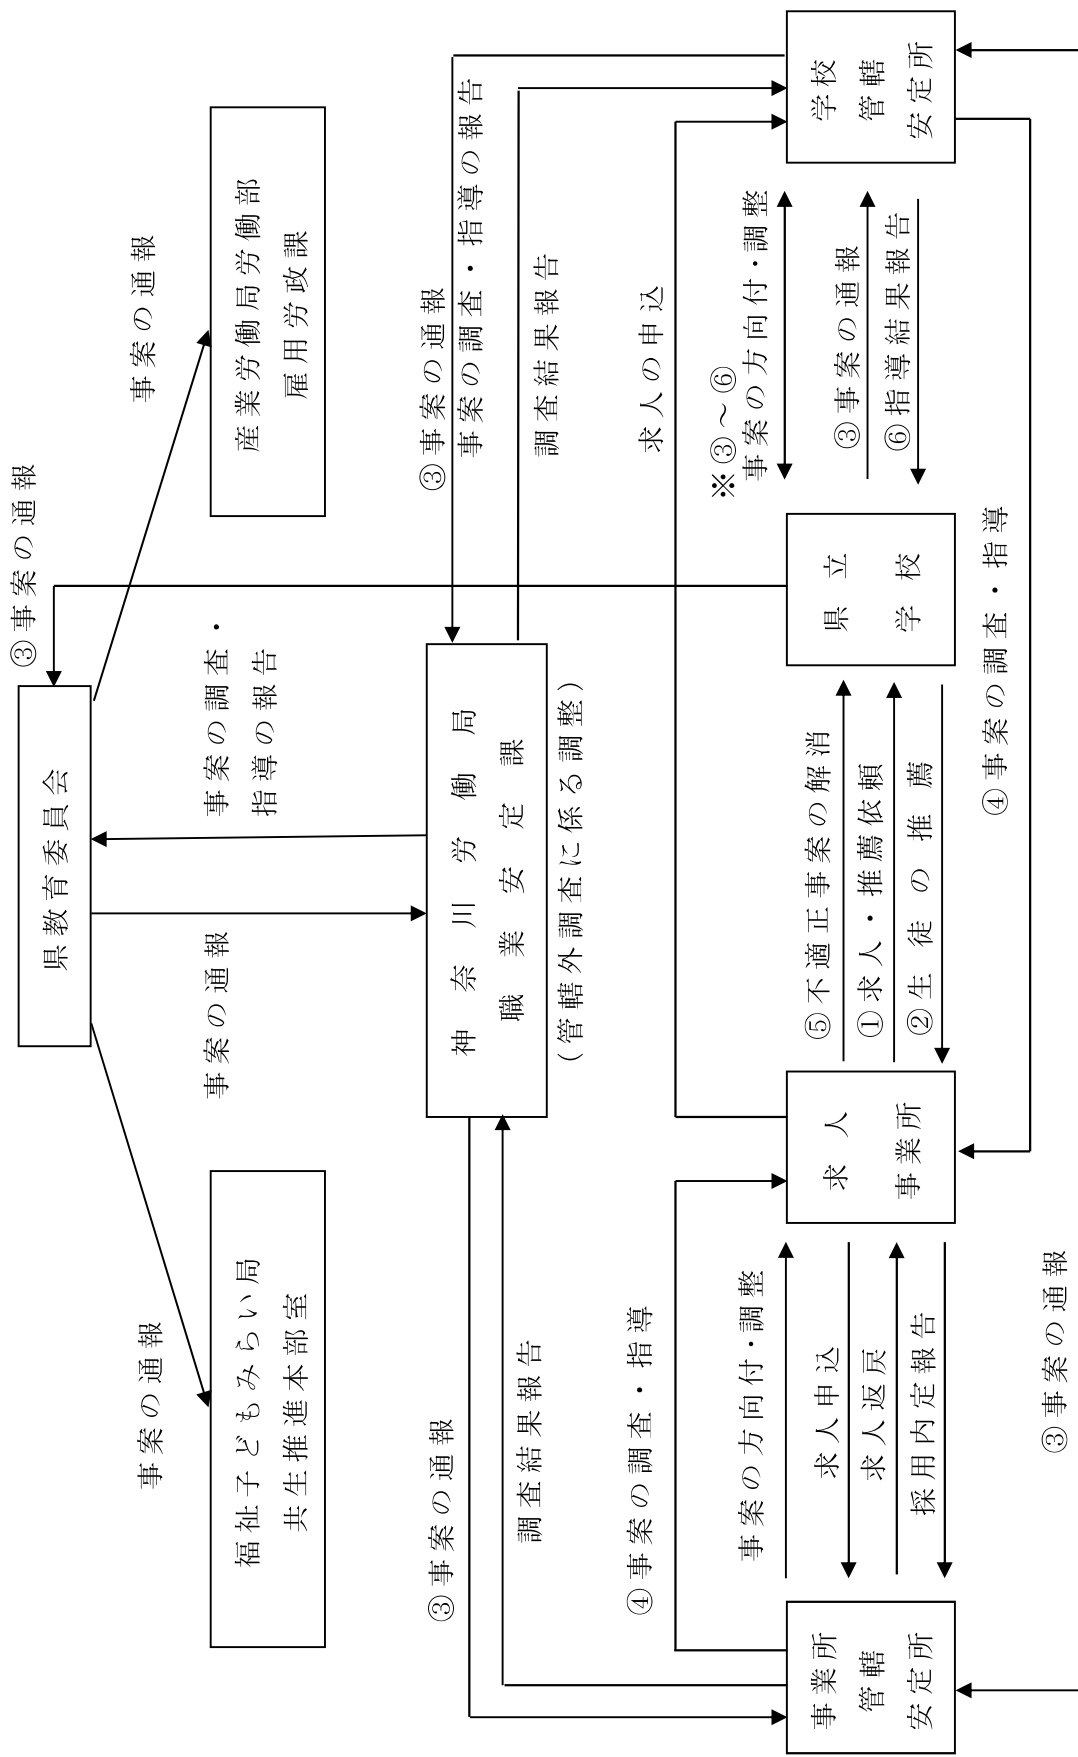 県教育委員会
③事案の通報
事案の通報
事案の通報
福祉子どもみらい局
共生推進本部室
産業労働局労働部
雇用労政課
事案の通報
事案の調査・
指導の報告
③事案の通報
調査結果報告
神奈川労働局
職業安定課
(管轄外調査に係る調整)
③事案の通報
事案の調査・指導の報告
調査結果報告
④事案の調査・指導
求人の申込
事業所
管轄
安定所
事案の方向付・調整
求人申込
求人返戻
採用内定報告
求人
事業所
⑤不適正事案の解消
①求人・推薦依頼
②生徒の推薦
県立
学校
※③～⑥
事案の方向付・調整
③事案の通報
⑥指導結果報告
学校
管轄
安定所
④事案の調査・指導
③事案の通報